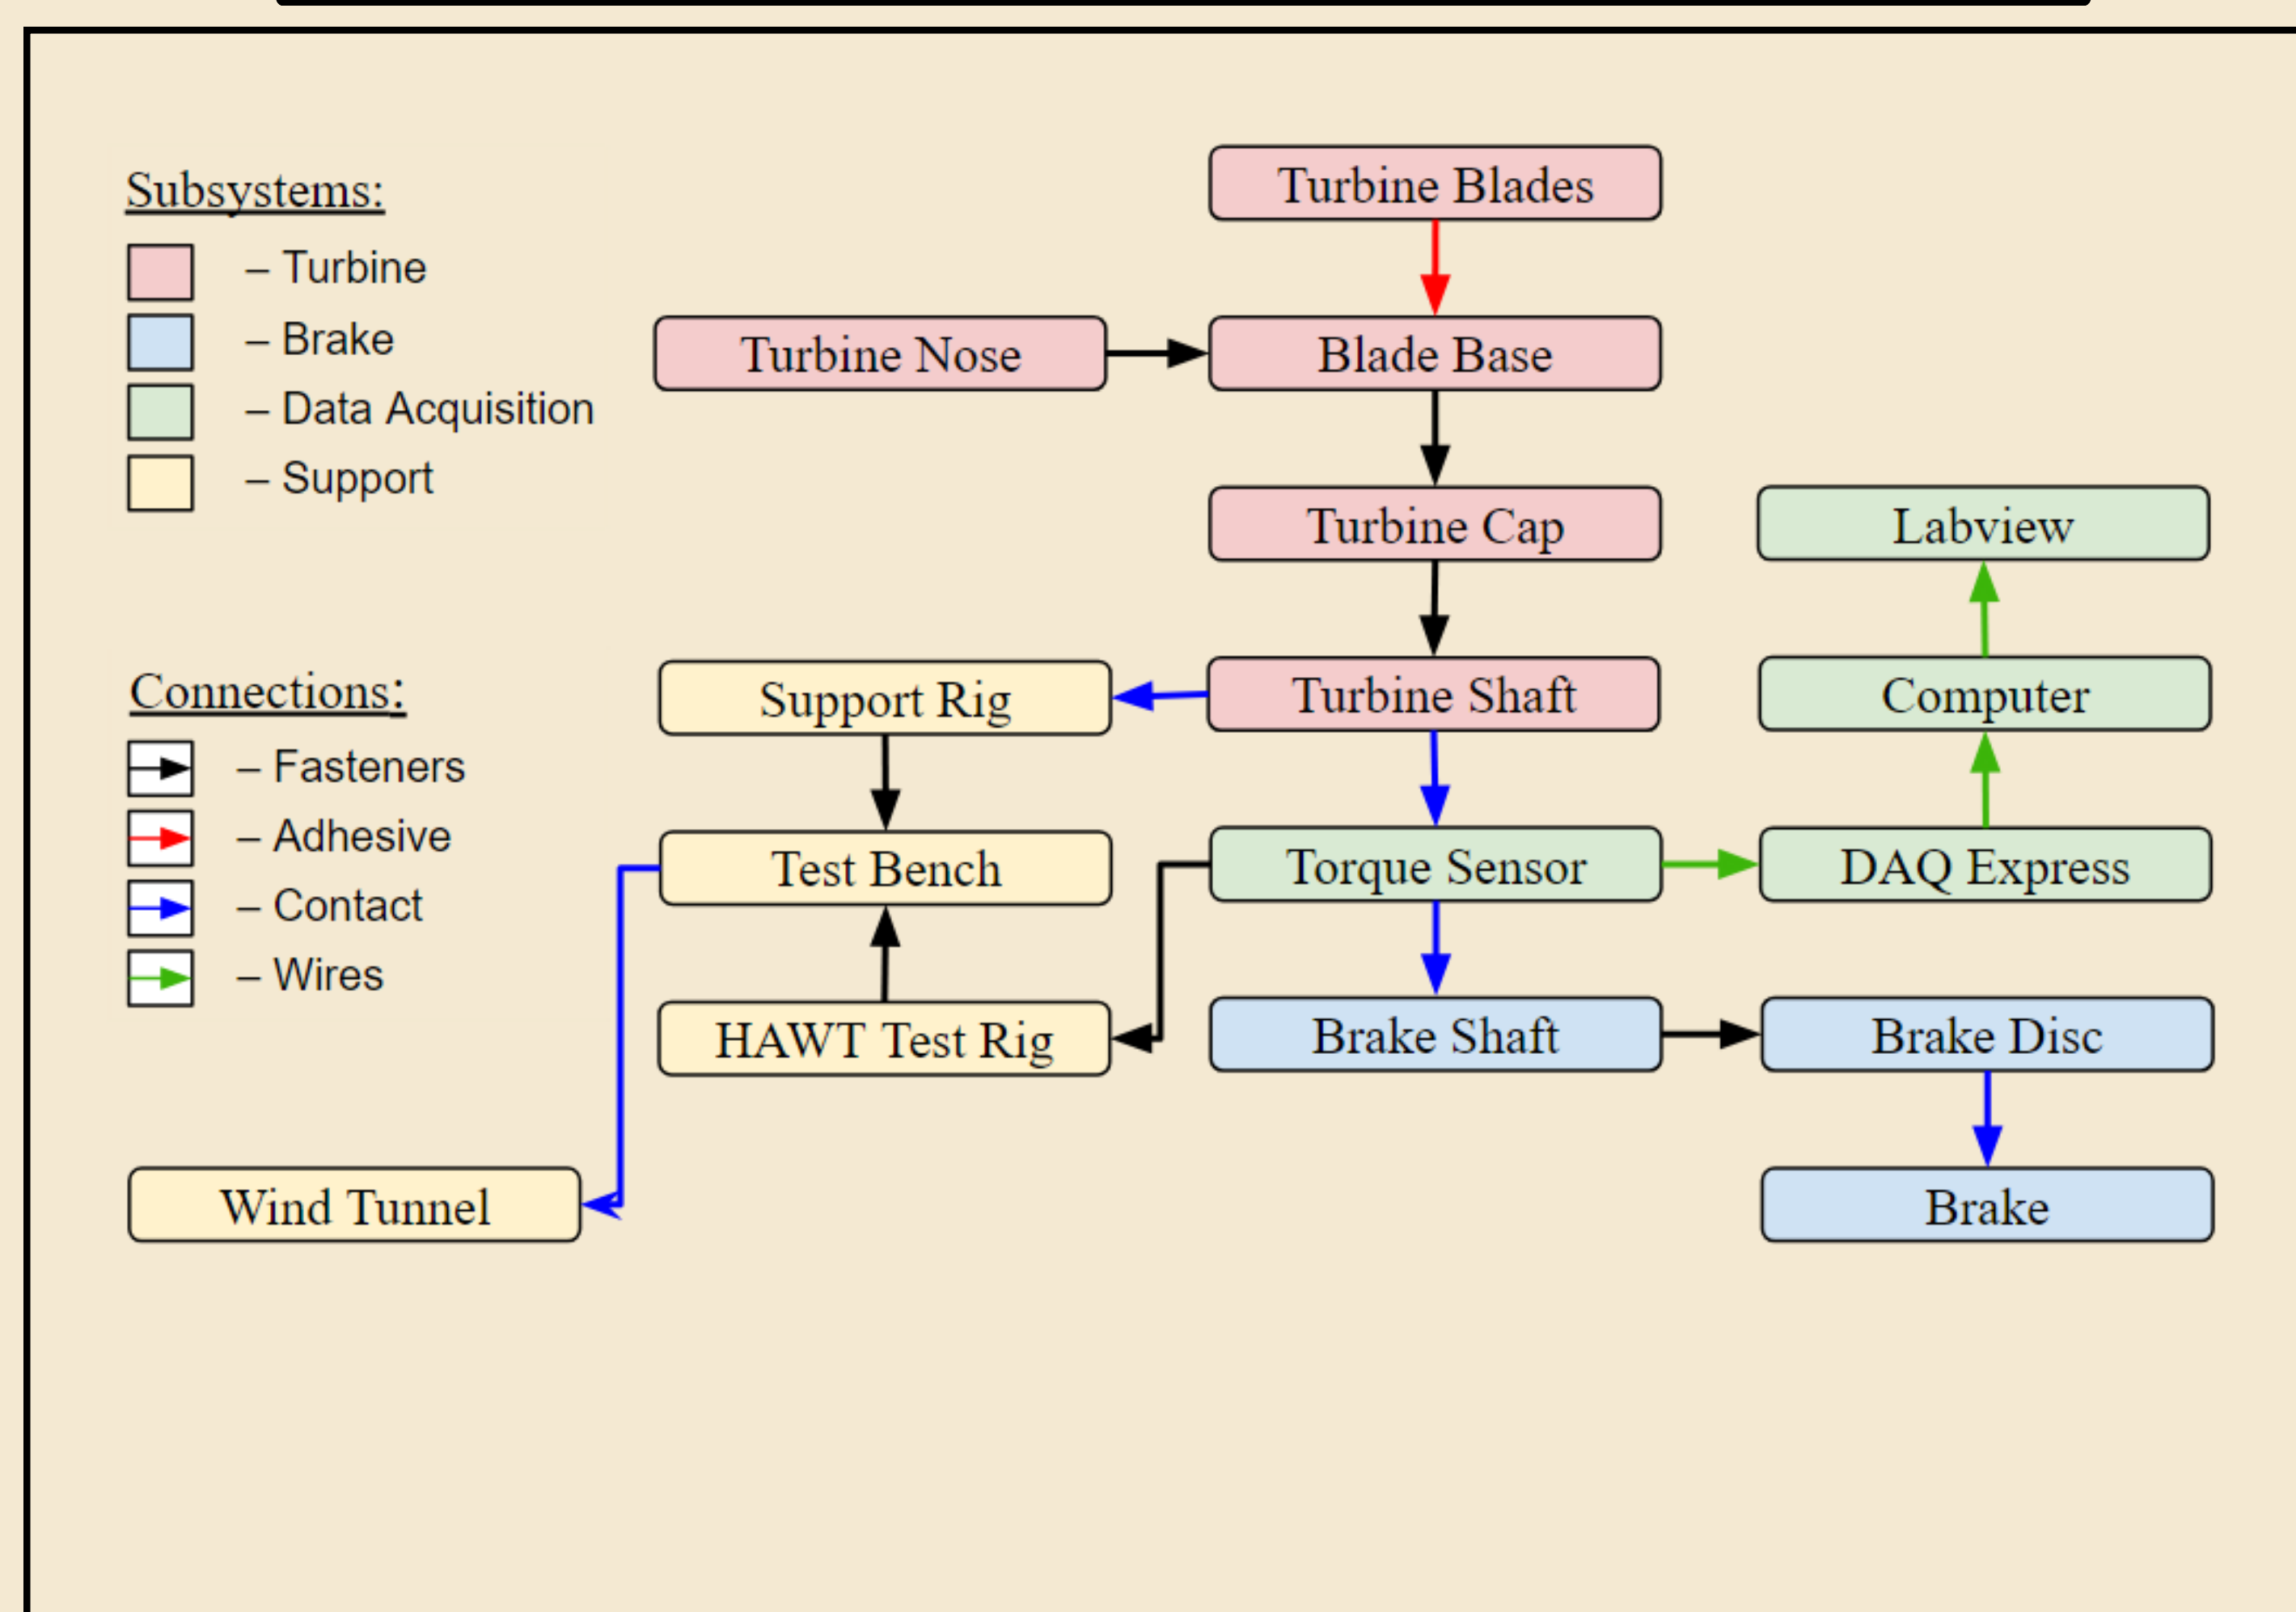 Subsystems:
– Turbine
– Brake
– Data Acquisition
– Support
Connections:
– Fasteners
– Adhesive
– Contact
– Wires
Turbine Blades
Turbine Nose
Blade Base
Turbine Cap
Labview
Support Rig
Turbine Shaft
Computer
Test Bench
Torque Sensor
DAQ Express
HAWT Test Rig
Brake Shaft
Brake Disc
Wind Tunnel
Brake